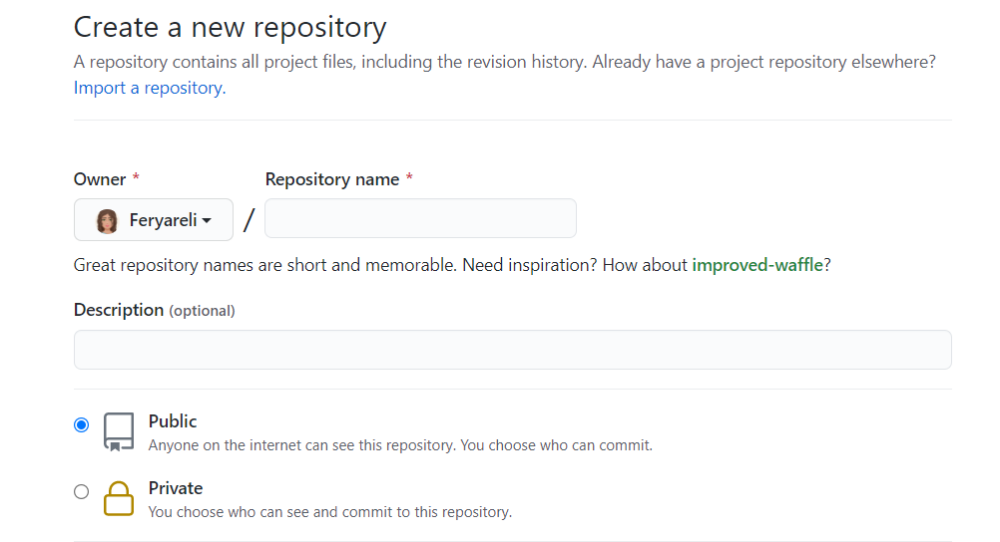 Create a new repository
A repository contains all project files, including the revision history. Already have a project repository elsewhere?
Import a repository.
Owner * Repository name *
Feryareli /
Great repository names are short and memorable. Need inspiration? How about improved-waffle?
Description (optional)
Public
Anyone on the internet can see this repository. You choose who can commit.
Private
You choose who can see and commit to this repository.